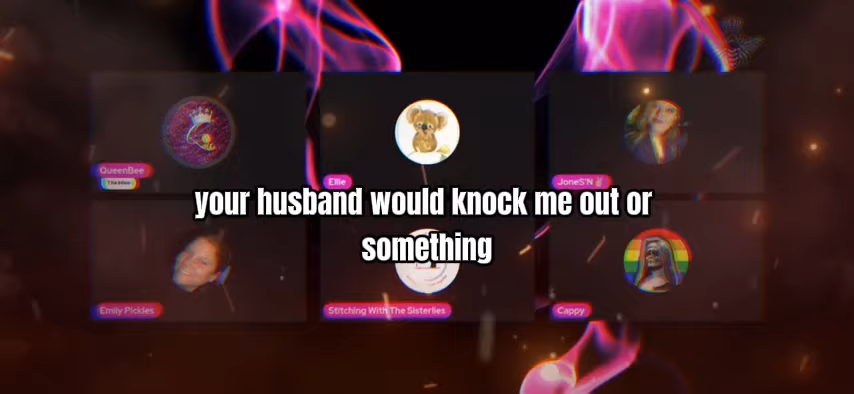 QueenBee
Ellie
JoneS'N
your husband would knock me out or
something
Emily Pickles
Stitching With The Sisterlies
Cappy